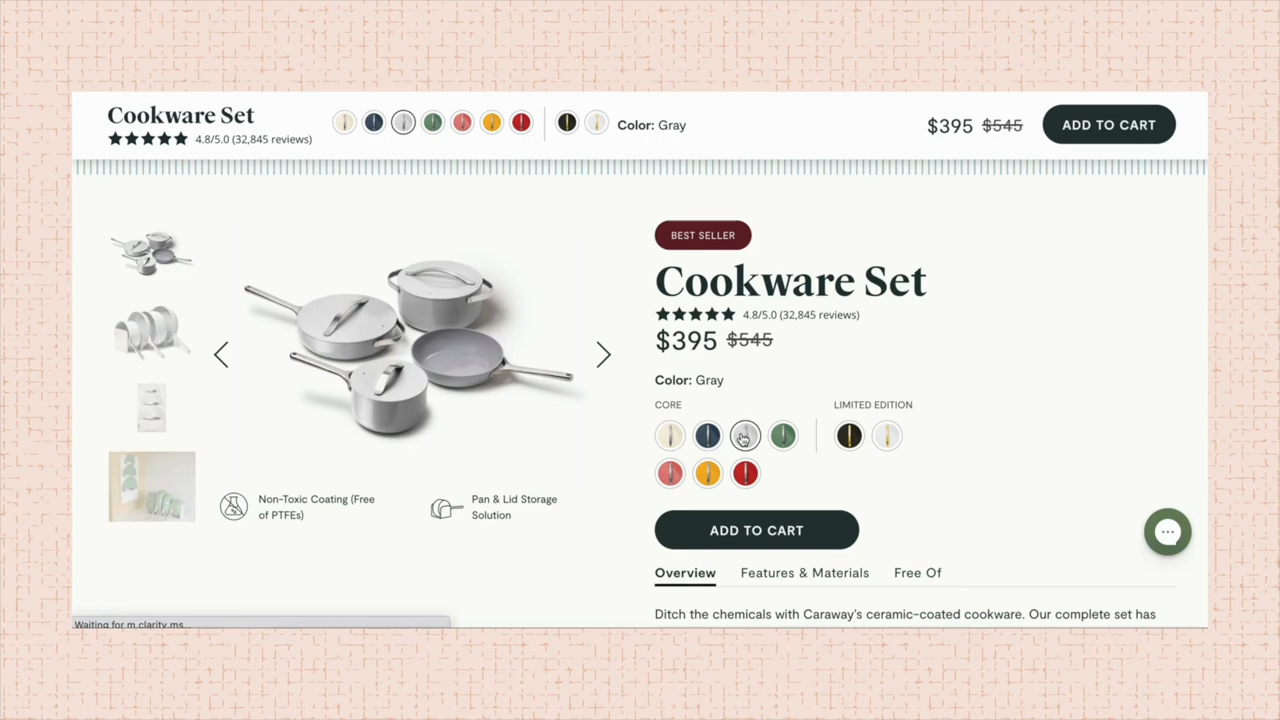 Cookware Set
4.8/5.0 (32,845 reviews)
Color: Gray
$395 $545
ADD TO CART
BEST SELLER
Cookware Set
4.8/5.0 (32,845 reviews)
$395 $545
Color: Gray
CORE
LIMITED EDITION
Non-Toxic Coating (Free
of PTFEs)
Pan & Lid Storage
Solution
ADD TO CART
Overview Features & Materials Free Of
Ditch the chemicals with Caraway's ceramic-coated cookware. Our complete set has
Waiting for m.clarity.ms...